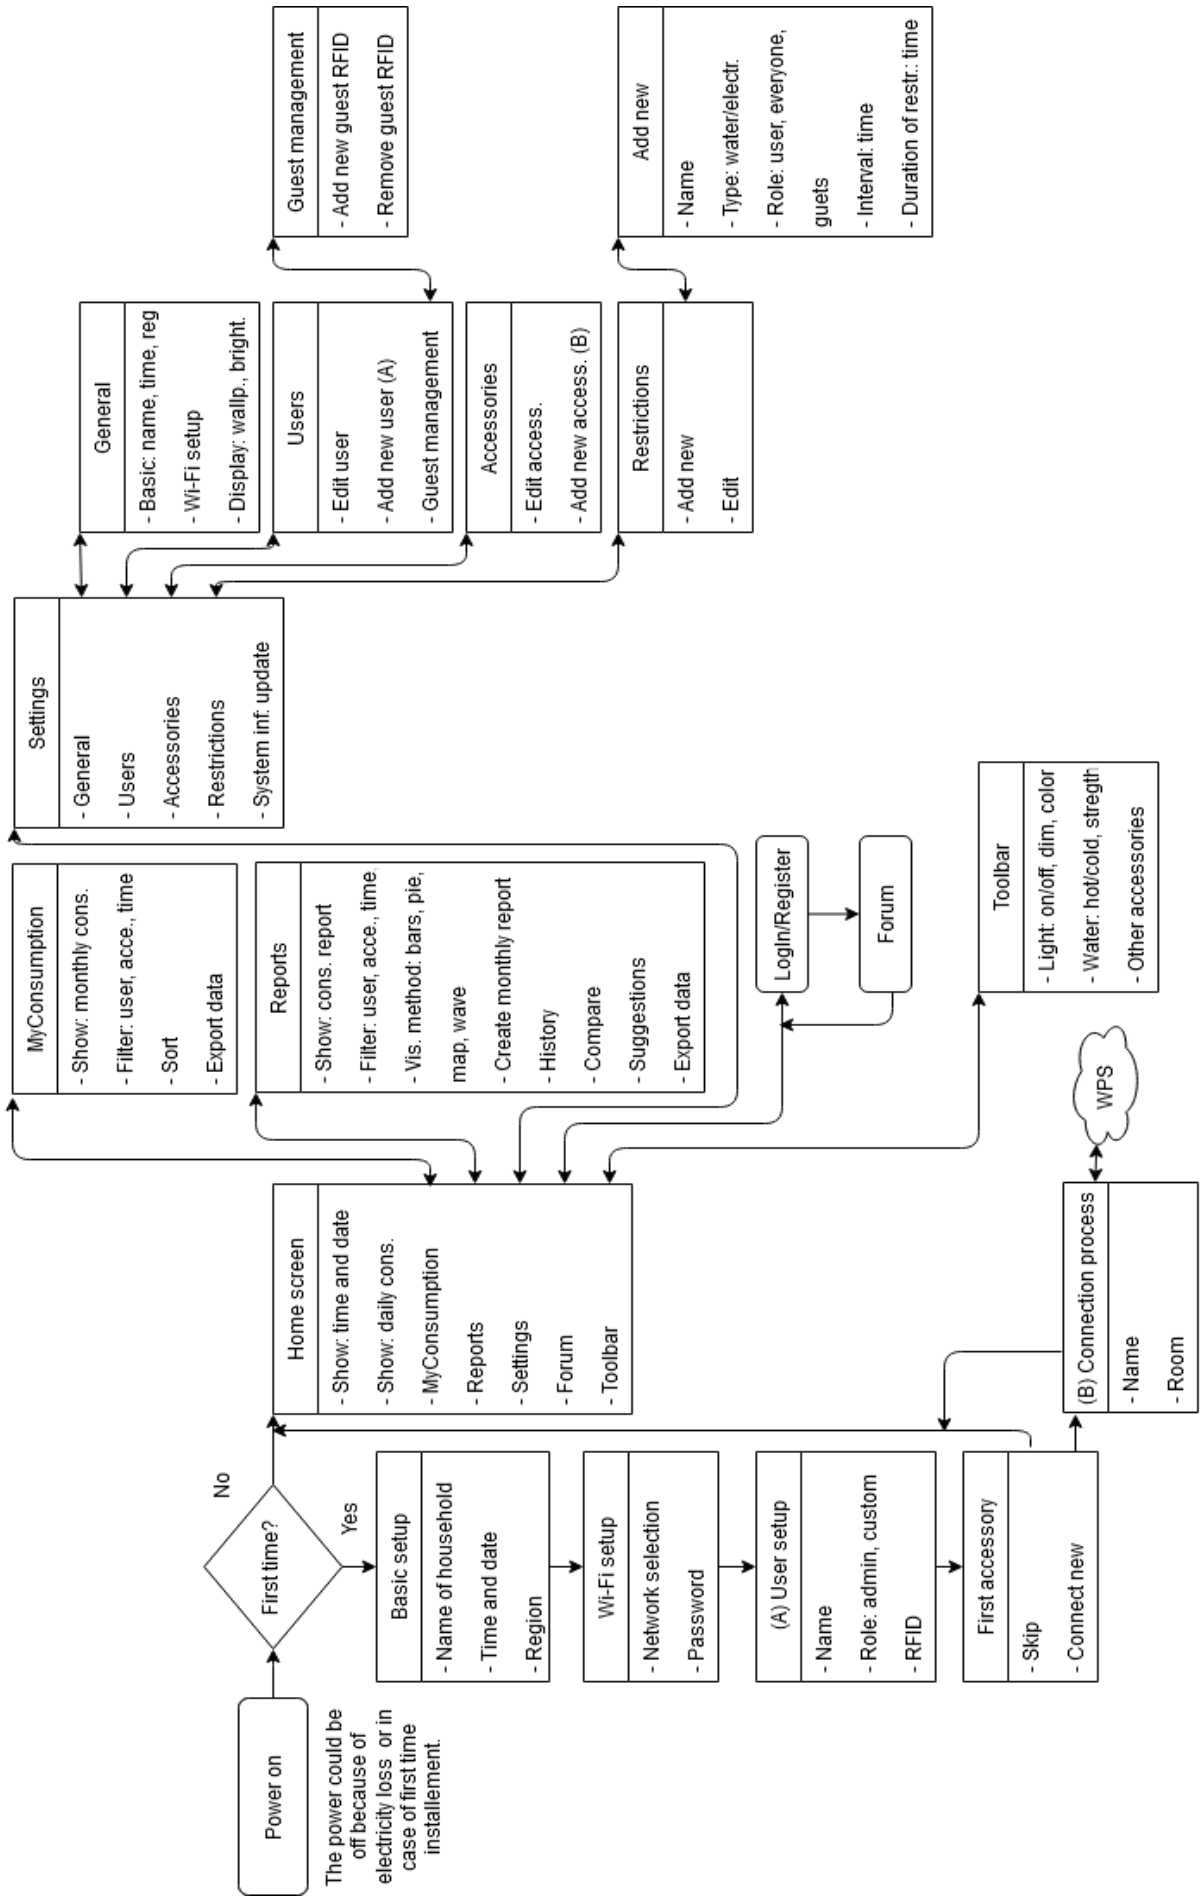 Power on
The power could be
off because of
electricity loss or in
case of first time
installement.
First time?
No
Yes
Basic setup
- Name of household
- Time and date
- Region
Wi-Fi setup
- Network selection
- Password
(A) User setup
- Name
- Role: admin, custom
- RFID
First accessory
- Skip
- Connect new
Home screen
- Show: time and date
- Show: daily cons.
- MyConsumption
- Reports
- Settings
- Forum
- Toolbar
(B) Connection process
- Name
- Room
WPS
MyConsumption
- Show: monthly cons.
- Filter: user, acce., time
- Sort
- Export data
Reports
- Show: cons. report
- Filter: user, acce., time,
- Vis. method: bars, pie,
map, wave
- Create monthly report
- History
- Compare
- Suggestions
- Export data
LogIn/Register
Forum
Toolbar
- Light: on/off, dim, color
- Water: hot/cold, stregth
- Other accessories
Settings
- General
- Users
- Accessories
- Restrictions
- System inf. update
General
- Basic: name, time, reg
- Wi-Fi setup
- Display: wallp., bright.
Users
- Edit user
- Add new user (A)
- Guest management
Accessories
- Edit access.
- Add new access. (B)
Restrictions
- Add new
- Edit
Guest management
- Add new guest RFID
- Remove guest RFID
Add new
- Name
- Type: water/electr.
- Role: user, everyone,
guets
- Interval: time
- Duration of restr.: time